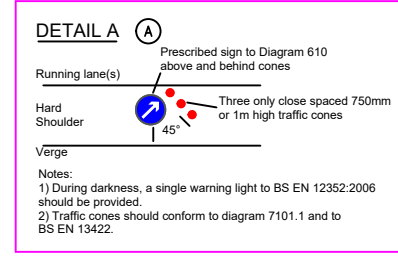 DETAIL A A
Prescribed sign to Diagram 610
above and behind cones
Running lane(s)
Hard
Shoulder
Three only close spaced 750mm
or 1m high traffic cones
45°
Verge
Notes:
1) During darkness, a single warning light to BS EN 12352:2006
should be provided.
2) Traffic cones should conform to diagram 7101.1 and to
BS EN 13422.